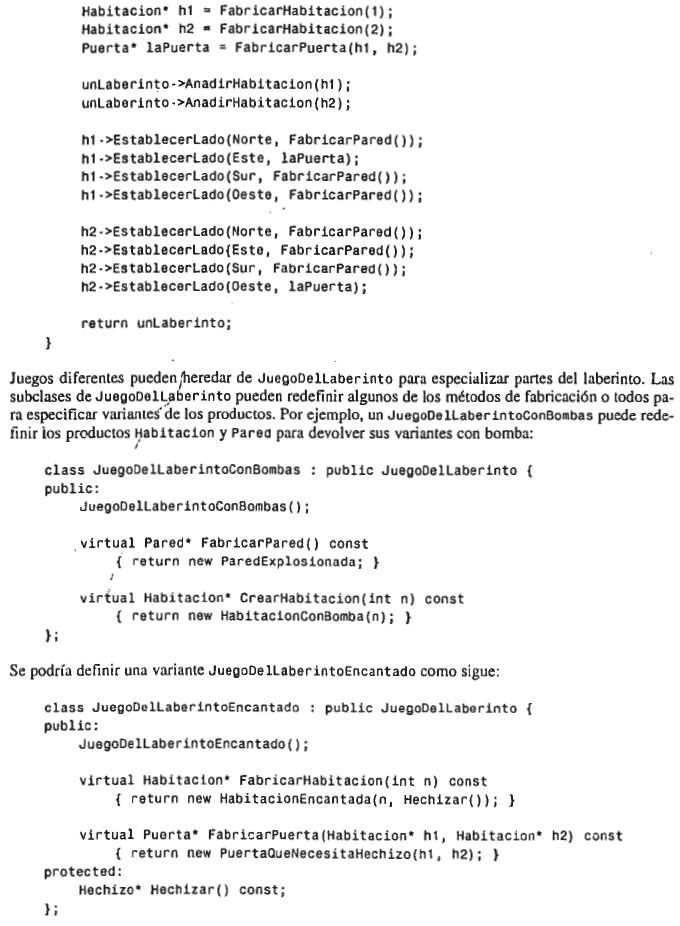 Habitacion* h1 = FabricarHabitacion(1);
Habitacion* h2 = FabricarHabitacion(2);
Puerta* laPuerta = FabricarPuerta(h1, h2);

unLaberinto->AnadirHabitacion(h1);
unLaberinto->AnadirHabitacion(h2);

h1->EstablecerLado(Norte, FabricarPared());
h1->EstablecerLado(Este, laPuerta);
h1->EstablecerLado(Sur, FabricarPared());
h1->EstablecerLado(Oeste, FabricarPared());

h2->EstablecerLado(Norte, FabricarPared());
h2->EstablecerLado{Este, FabricarPared());
h2->EstablecerLado(Sur, FabricarPared());
h2->EstablecerLado(Oeste, laPuerta);

return unLaberinto;
}

Juegos diferentes pueden heredar de JuegoDelLaberinto para especializar partes del laberinto. Las
subclases de JuegoDelLaberinto pueden redefinir algunos de los métodos de fabricación o todos pa-
ra especificar variantes de los productos. Por ejemplo, un JuegoDelLaberintoConBombas puede rede-
finir los productos Habitacion y Pared para devolver sus variantes con bomba:

class JuegoDelLaberintoConBombas : public JuegoDelLaberinto {
public:
JuegoDelLaberintoConBombas();

virtual Pared* FabricarPared() const
{ return new ParedExplosionada; }

virtual Habitacion* CrearHabitacion(int n) const
{ return new HabitacionConBomba(n); }
};

Se podría definir una variante JuegoDelLaberintoEncantado como sigue:

class JuegoDelLaberintoEncantado : public JuegoDelLaberinto {
public:
JuegoDelLaberintoEncantado();

virtual Habitacion* FabricarHabitacion(int n) const
{ return new HabitacionEncantada(n, Hechizar()); }

virtual Puerta* FabricarPuerta(Habitacion* h1, Habitacion* h2) const
{ return new PuertaQueNecesitaHechizo(h1, h2); }
protected:
Hechizo* Hechizar() const;
};